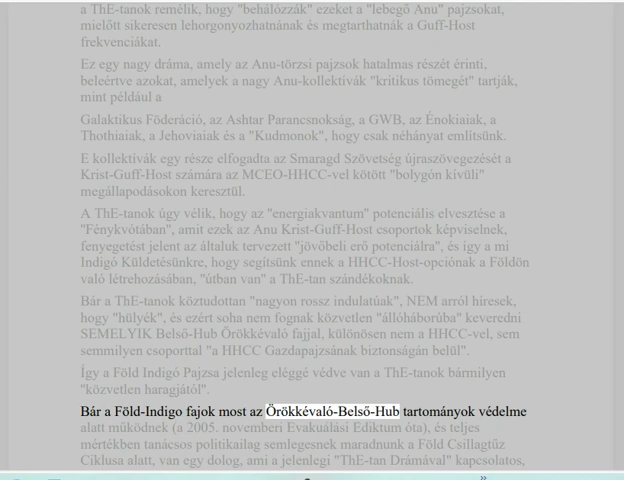 a ThE-tanok remélik, hogy "behálózzák" ezeket a "lebegő Anu" pajzsokat,
mielőtt sikeresen lehorgonyozhatnának és megtarthatnák a Guff-Host
frekvenciákat.
Ez egy nagy dráma, amely az Anu-törzsi pajzsok hatalmas részét érinti,
beleértve azokat, amelyek a nagy Anu-kollektívák "kritikus tömegét" tartják,
mint például a
Galaktikus Föderáció, az Ashtar Parancsnokság, a GWB, az Énokiaiak, a
Thothiaiak, a Jehoviaiak és a "Kudmonok", hogy csak néhányat említsünk.
E kollektívák egy része elfogadta az Smaragd Szövetség újraszövegezését a
Krist-Guff-Host számára az MCEO-HHCC-vel kötött "bolygón kívüli"
megállapodásokon keresztül.
A ThE-tanok úgy vélik, hogy az "energiakvantum" potenciális elvesztése a
"Fénykvótában", amit ezek az Anu Krist-Guff-Host csoportok képviselnek,
fenyegetést jelent az általuk tervezett "jövőbeli erő potenciálra", és így a mi
Indigó Küldetésünkre, hogy segítsünk ennek a HHCC-Host-opciónak a Földön
való létrehozásában, "útban van" a ThE-tan szándékoknak.
Bár a ThE-tanok köztudottan "nagyon rossz indulatúak", NEM arról híresek,
hogy "hülyék", és ezért soha nem fognak közvetlen "állóháborúba" keveredni
SEMELYIK Belső-Hub Örökkévaló fajjal, különösen nem a HHCC-vel, sem
semmilyen csoporttal "a HHCC Gazdapajzsának biztonságán belül".
Így a Föld Indigó Pajzsa jelenleg eléggé védve van a ThE-tanok bármilyen
"közvetlen haragjától".
Bár a Föld-Indigo fajok most az Örökkévaló-Belső-Hub tartományok védelme
alatt működnek (a 2005. novemberi Evakuálási Ediktum óta), és teljes
mértékben tanácsos politikailag semlegesnek maradnunk a Föld Csillagtűz
Ciklusa alatt, van egy dolog, ami a jelenlegi "ThE-tan Drámával" kapcsolatos,
»